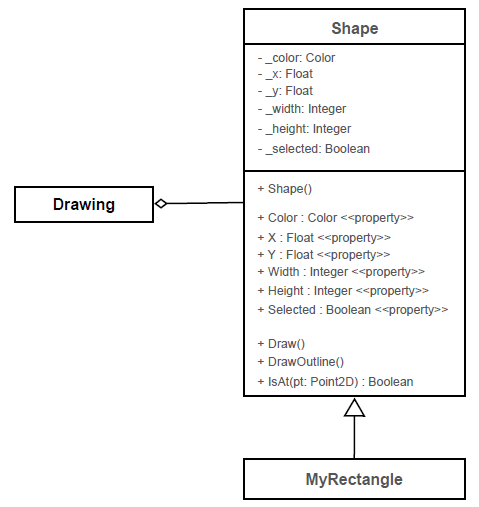 Shape
- _color: Color
- _x: Float
- _y: Float
- _width: Integer
- _height: Integer
- _selected: Boolean
+ Shape()
+ Color : Color <<property>>
+ X : Float <<property>>
+ Y : Float <<property>>
+ Width : Integer <<property>>
+ Height : Integer <<property>>
+ Selected : Boolean <<property>>
+ Draw()
+ DrawOutline()
+ IsAt(pt: Point2D) : Boolean
Drawing
MyRectangle